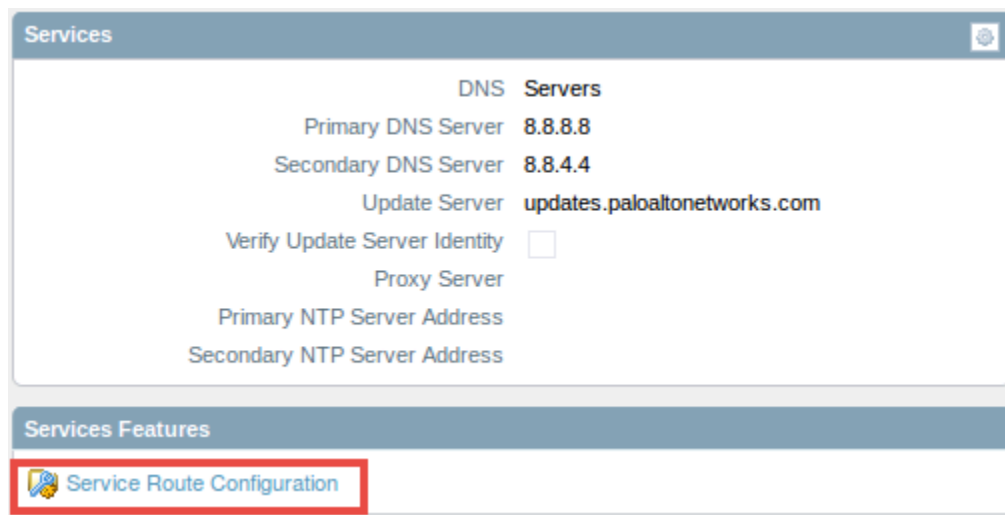 Services
DNS Servers
Primary DNS Server 8.8.8.8
Secondary DNS Server 8.8.4.4
Update Server updates.paloaltonetworks.com
Verify Update Server Identity
Proxy Server
Primary NTP Server Address
Secondary NTP Server Address
Services Features
Service Route Configuration